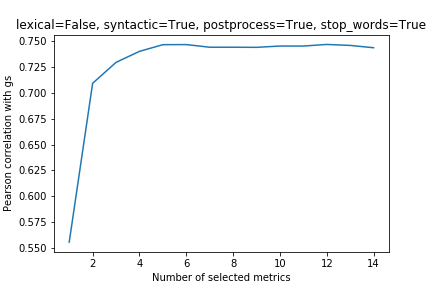 lexical=False, syntactic=True, postprocess=True, stop_words=True
Pearson correlation with gs
0.750
0.725
0.700
0.675
0.650
0.625
0.600
0.575
0.550
2 4 6 8 10 12 14
Number of selected metrics